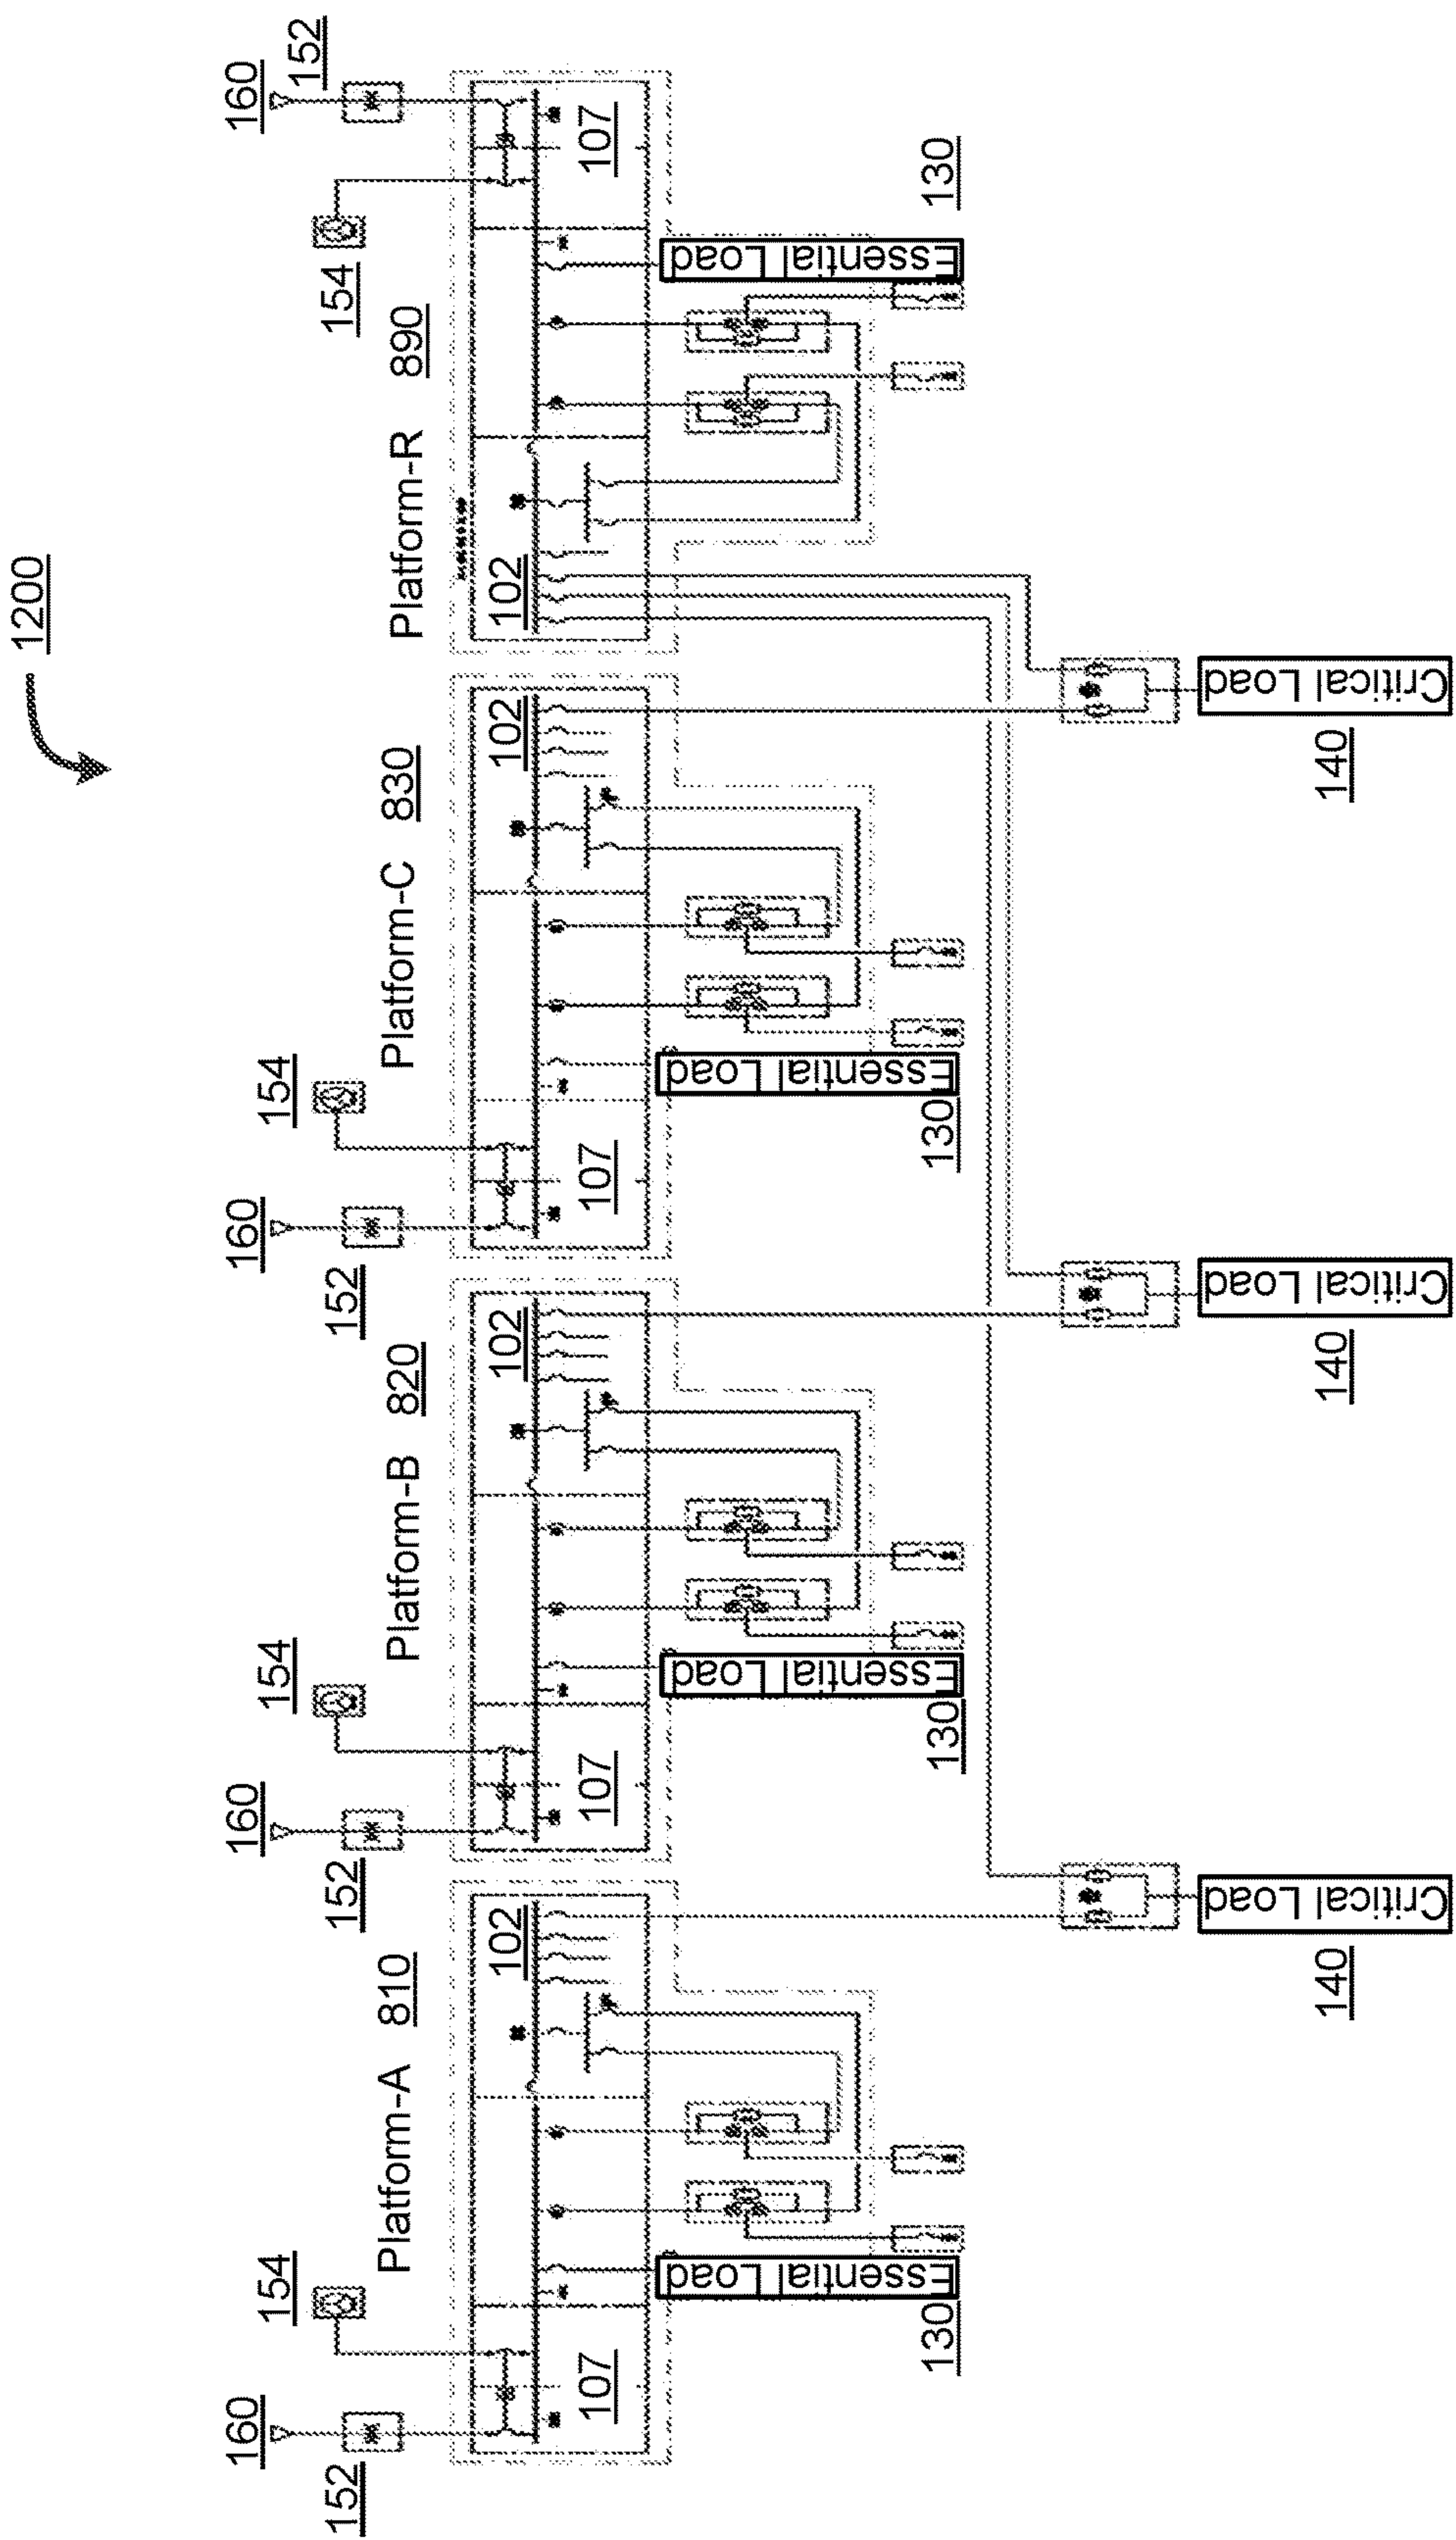 1200
160
152
154
Platform-A
810
160
152
154
Platform-B
820
160
152
154
Platform-C
830
Platform-R
890
154
160
152
107
102
107
102
107
102
102
107
Essential Load
130
Essential Load
130
Essential Load
130
Essential Load
130
Critical Load
140
Critical Load
140
Critical Load
140